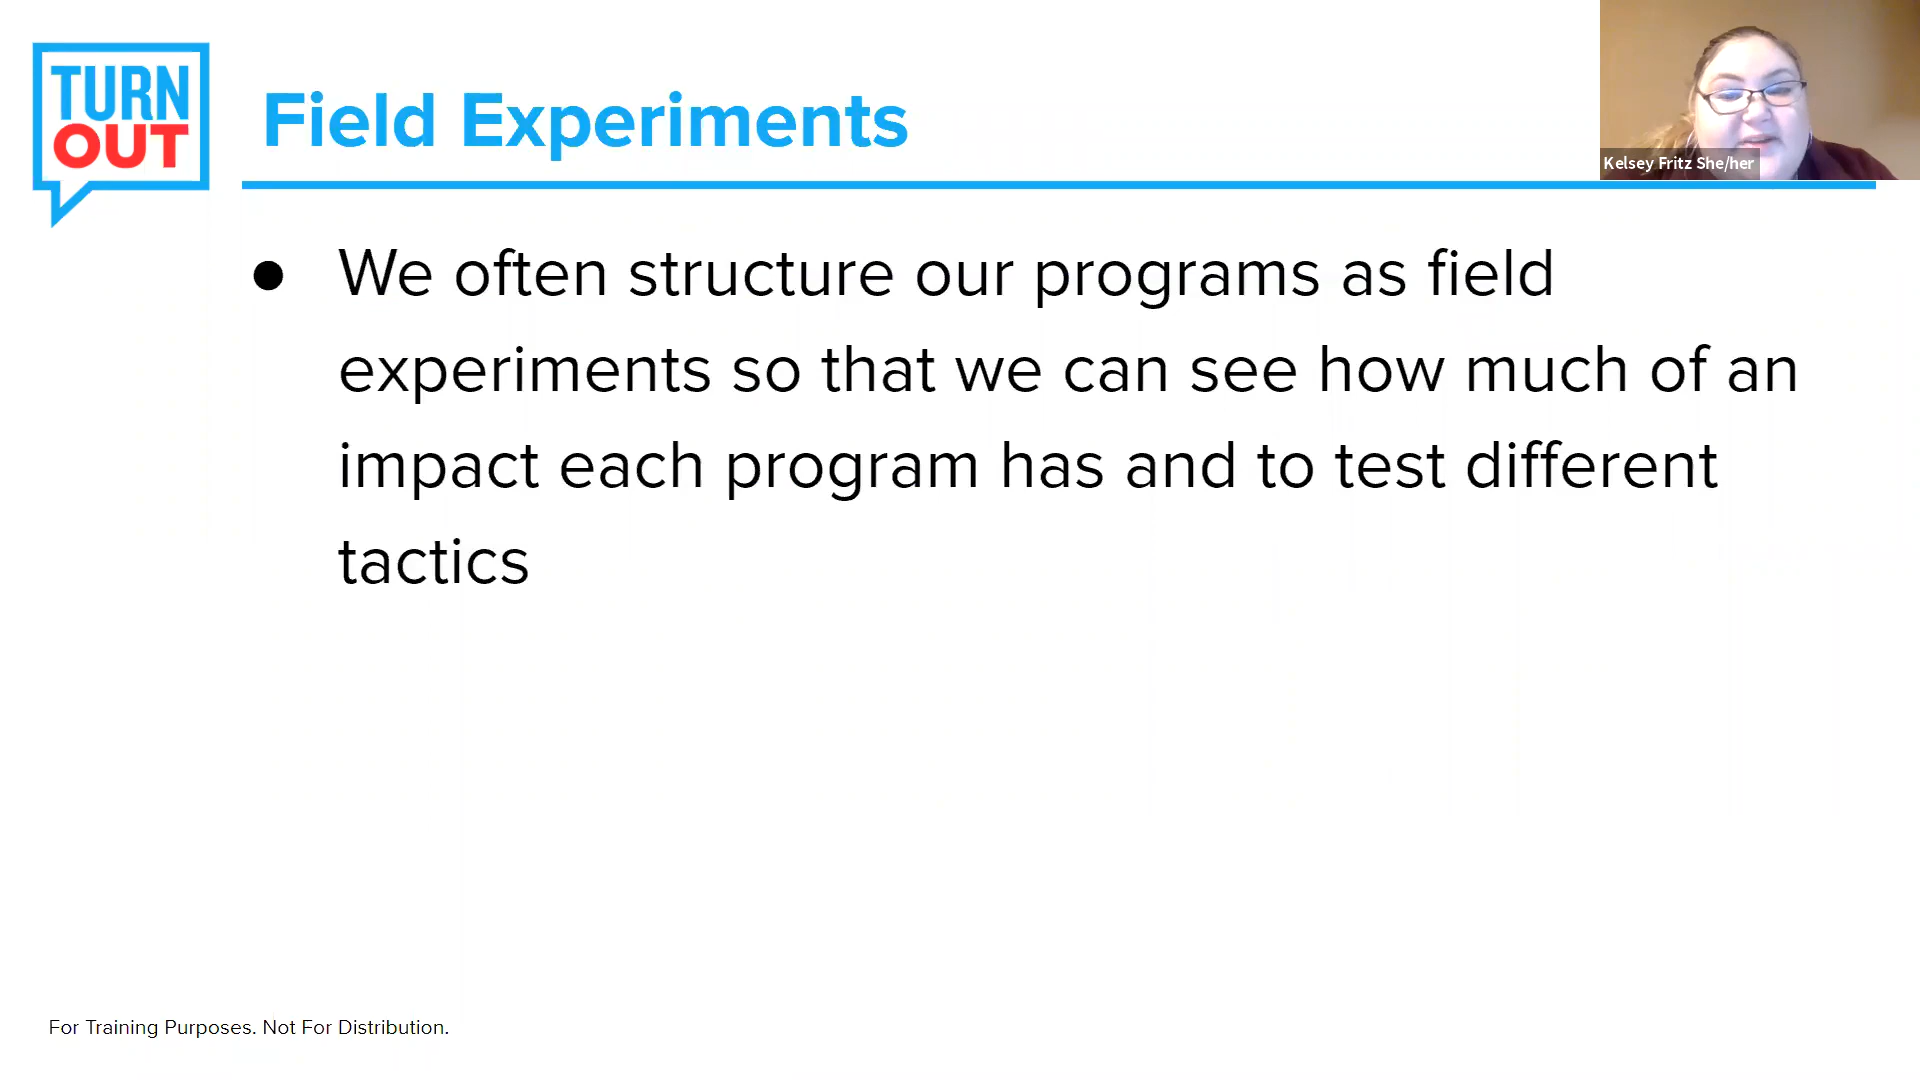 TURN
OUT
Field Experiments
Kelsey Fritz She/her
● We often structure our programs as field
experiments so that we can see how much of an
impact each program has and to test different
tactics
For Training Purposes. Not For Distribution.